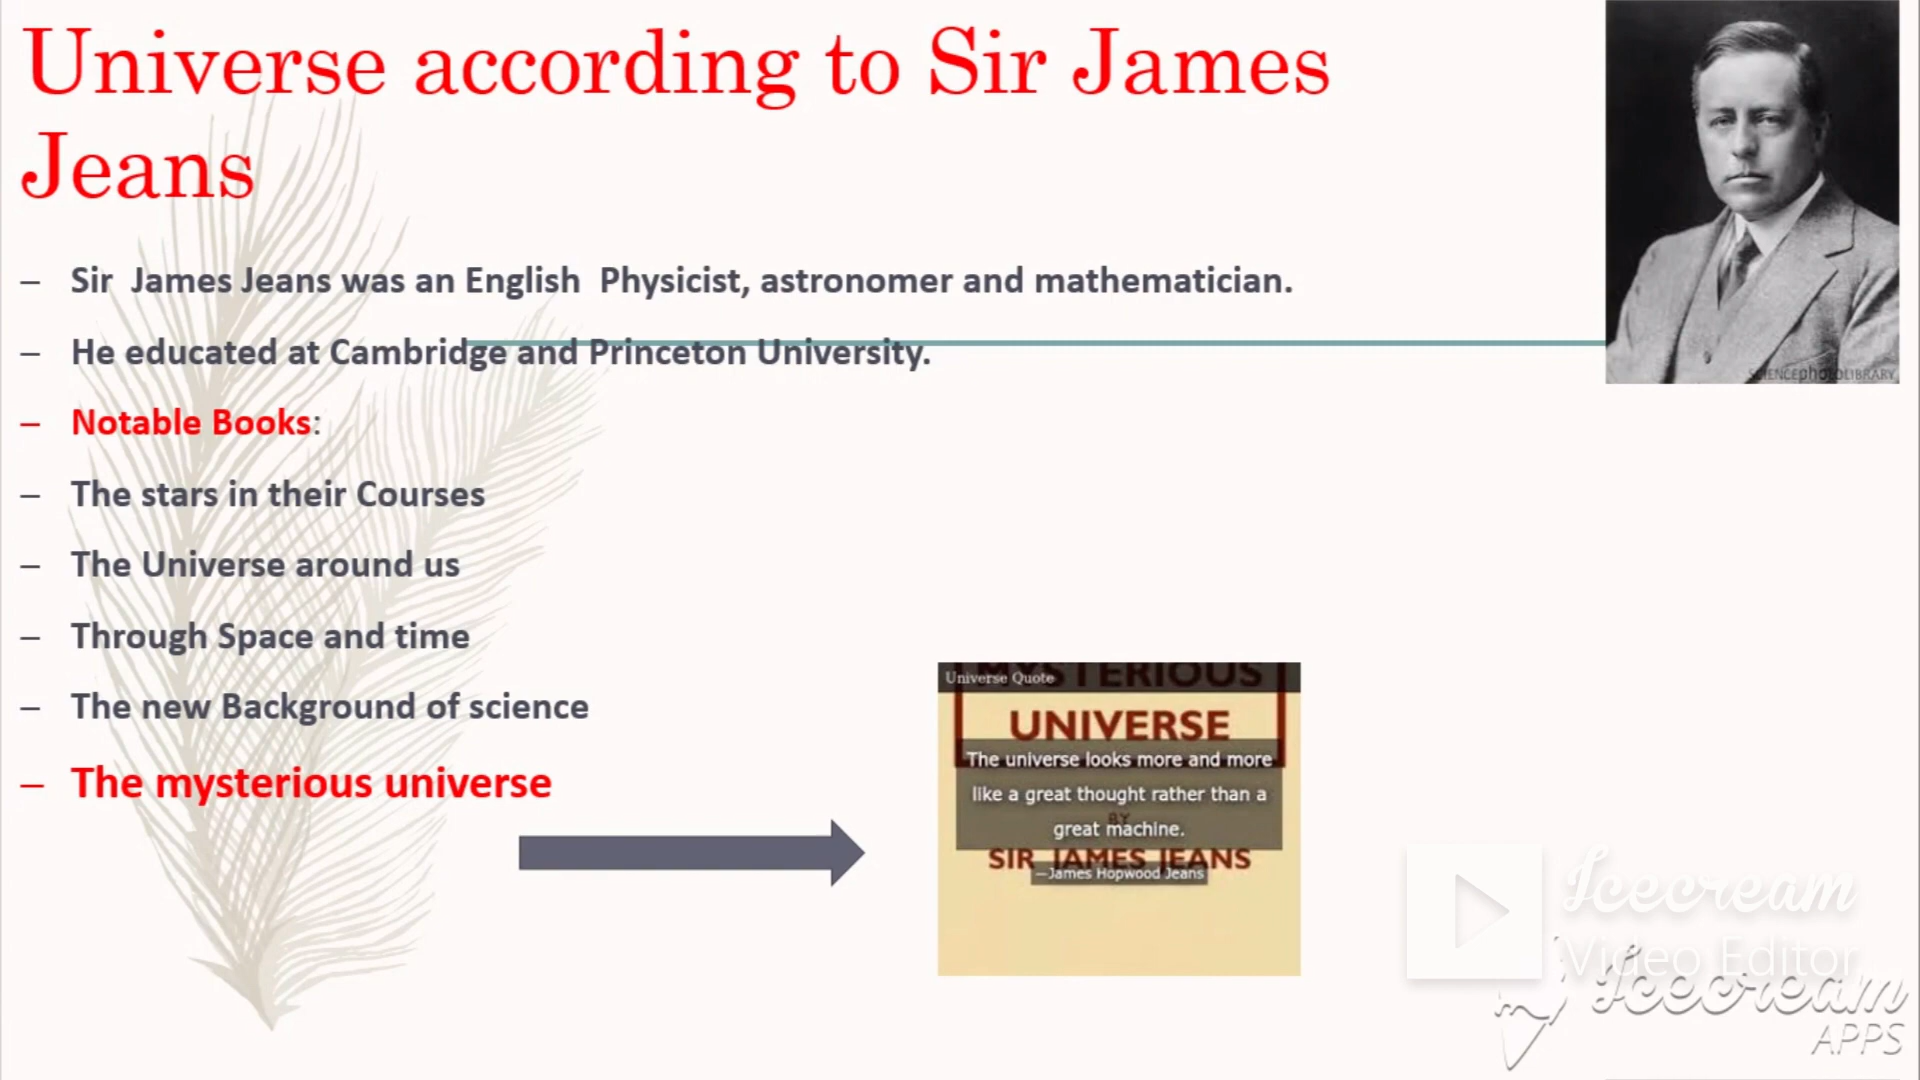 Universe according to Sir James
Jeans
– Sir James Jeans was an English Physicist, astronomer and mathematician.
– He educated at Cambridge and Princeton University.
– Notable Books:
– The stars in their Courses
– The Universe around us
– Through Space and time
– The new Background of science
– The mysterious universe
SCIENCEphotOLIBRARY
MYSTERIOUS
Universe Quote
UNIVERSE
The universe looks more and more
like a great thought rather than a
BY
great machine.
SIR JAMES JEANS
—James Hopwood Jeans
Icecream
Video Editor
Icecream
APPS